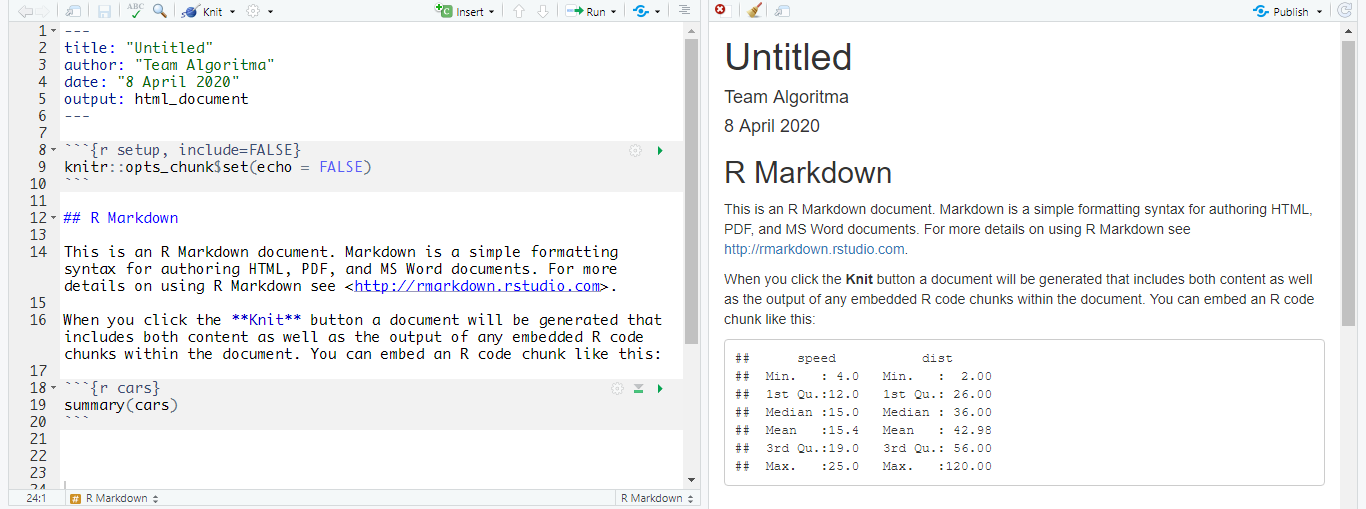 ABC Knit Insert Run Publish
1 ---
2 title: "Untitled"
3 author: "Team Algoritma"
4 date: "8 April 2020"
5 output: html_document
6 ---
7
8 ```{r setup, include=FALSE}
9 knitr::opts_chunk$set(echo = FALSE)
10 ```
11
12 ## R Markdown
13
14 This is an R Markdown document. Markdown is a simple formatting
syntax for authoring HTML, PDF, and MS Word documents. For more
details on using R Markdown see <http://rmarkdown.rstudio.com>.
15
16 When you click the **Knit** button a document will be generated that
includes both content as well as the output of any embedded R code
chunks within the document. You can embed an R code chunk like this:
17
18 ```{r cars}
19 summary(cars)
20 ```
21
22
23
24
24:1 # R Markdown R Markdown
Untitled
Team Algoritma
8 April 2020
R Markdown
This is an R Markdown document. Markdown is a simple formatting syntax for authoring HTML,
PDF, and MS Word documents. For more details on using R Markdown see
http://rmarkdown.rstudio.com.
When you click the Knit button a document will be generated that includes both content as well
as the output of any embedded R code chunks within the document. You can embed an R code
chunk like this:
##      speed           dist
##  Min.   : 4.0   Min.   :  2.00
##  1st Qu.:12.0   1st Qu.: 26.00
##  Median :15.0   Median : 36.00
##  Mean   :15.4   Mean   : 42.98
##  3rd Qu.:19.0   3rd Qu.: 56.00
##  Max.   :25.0   Max.   :120.00